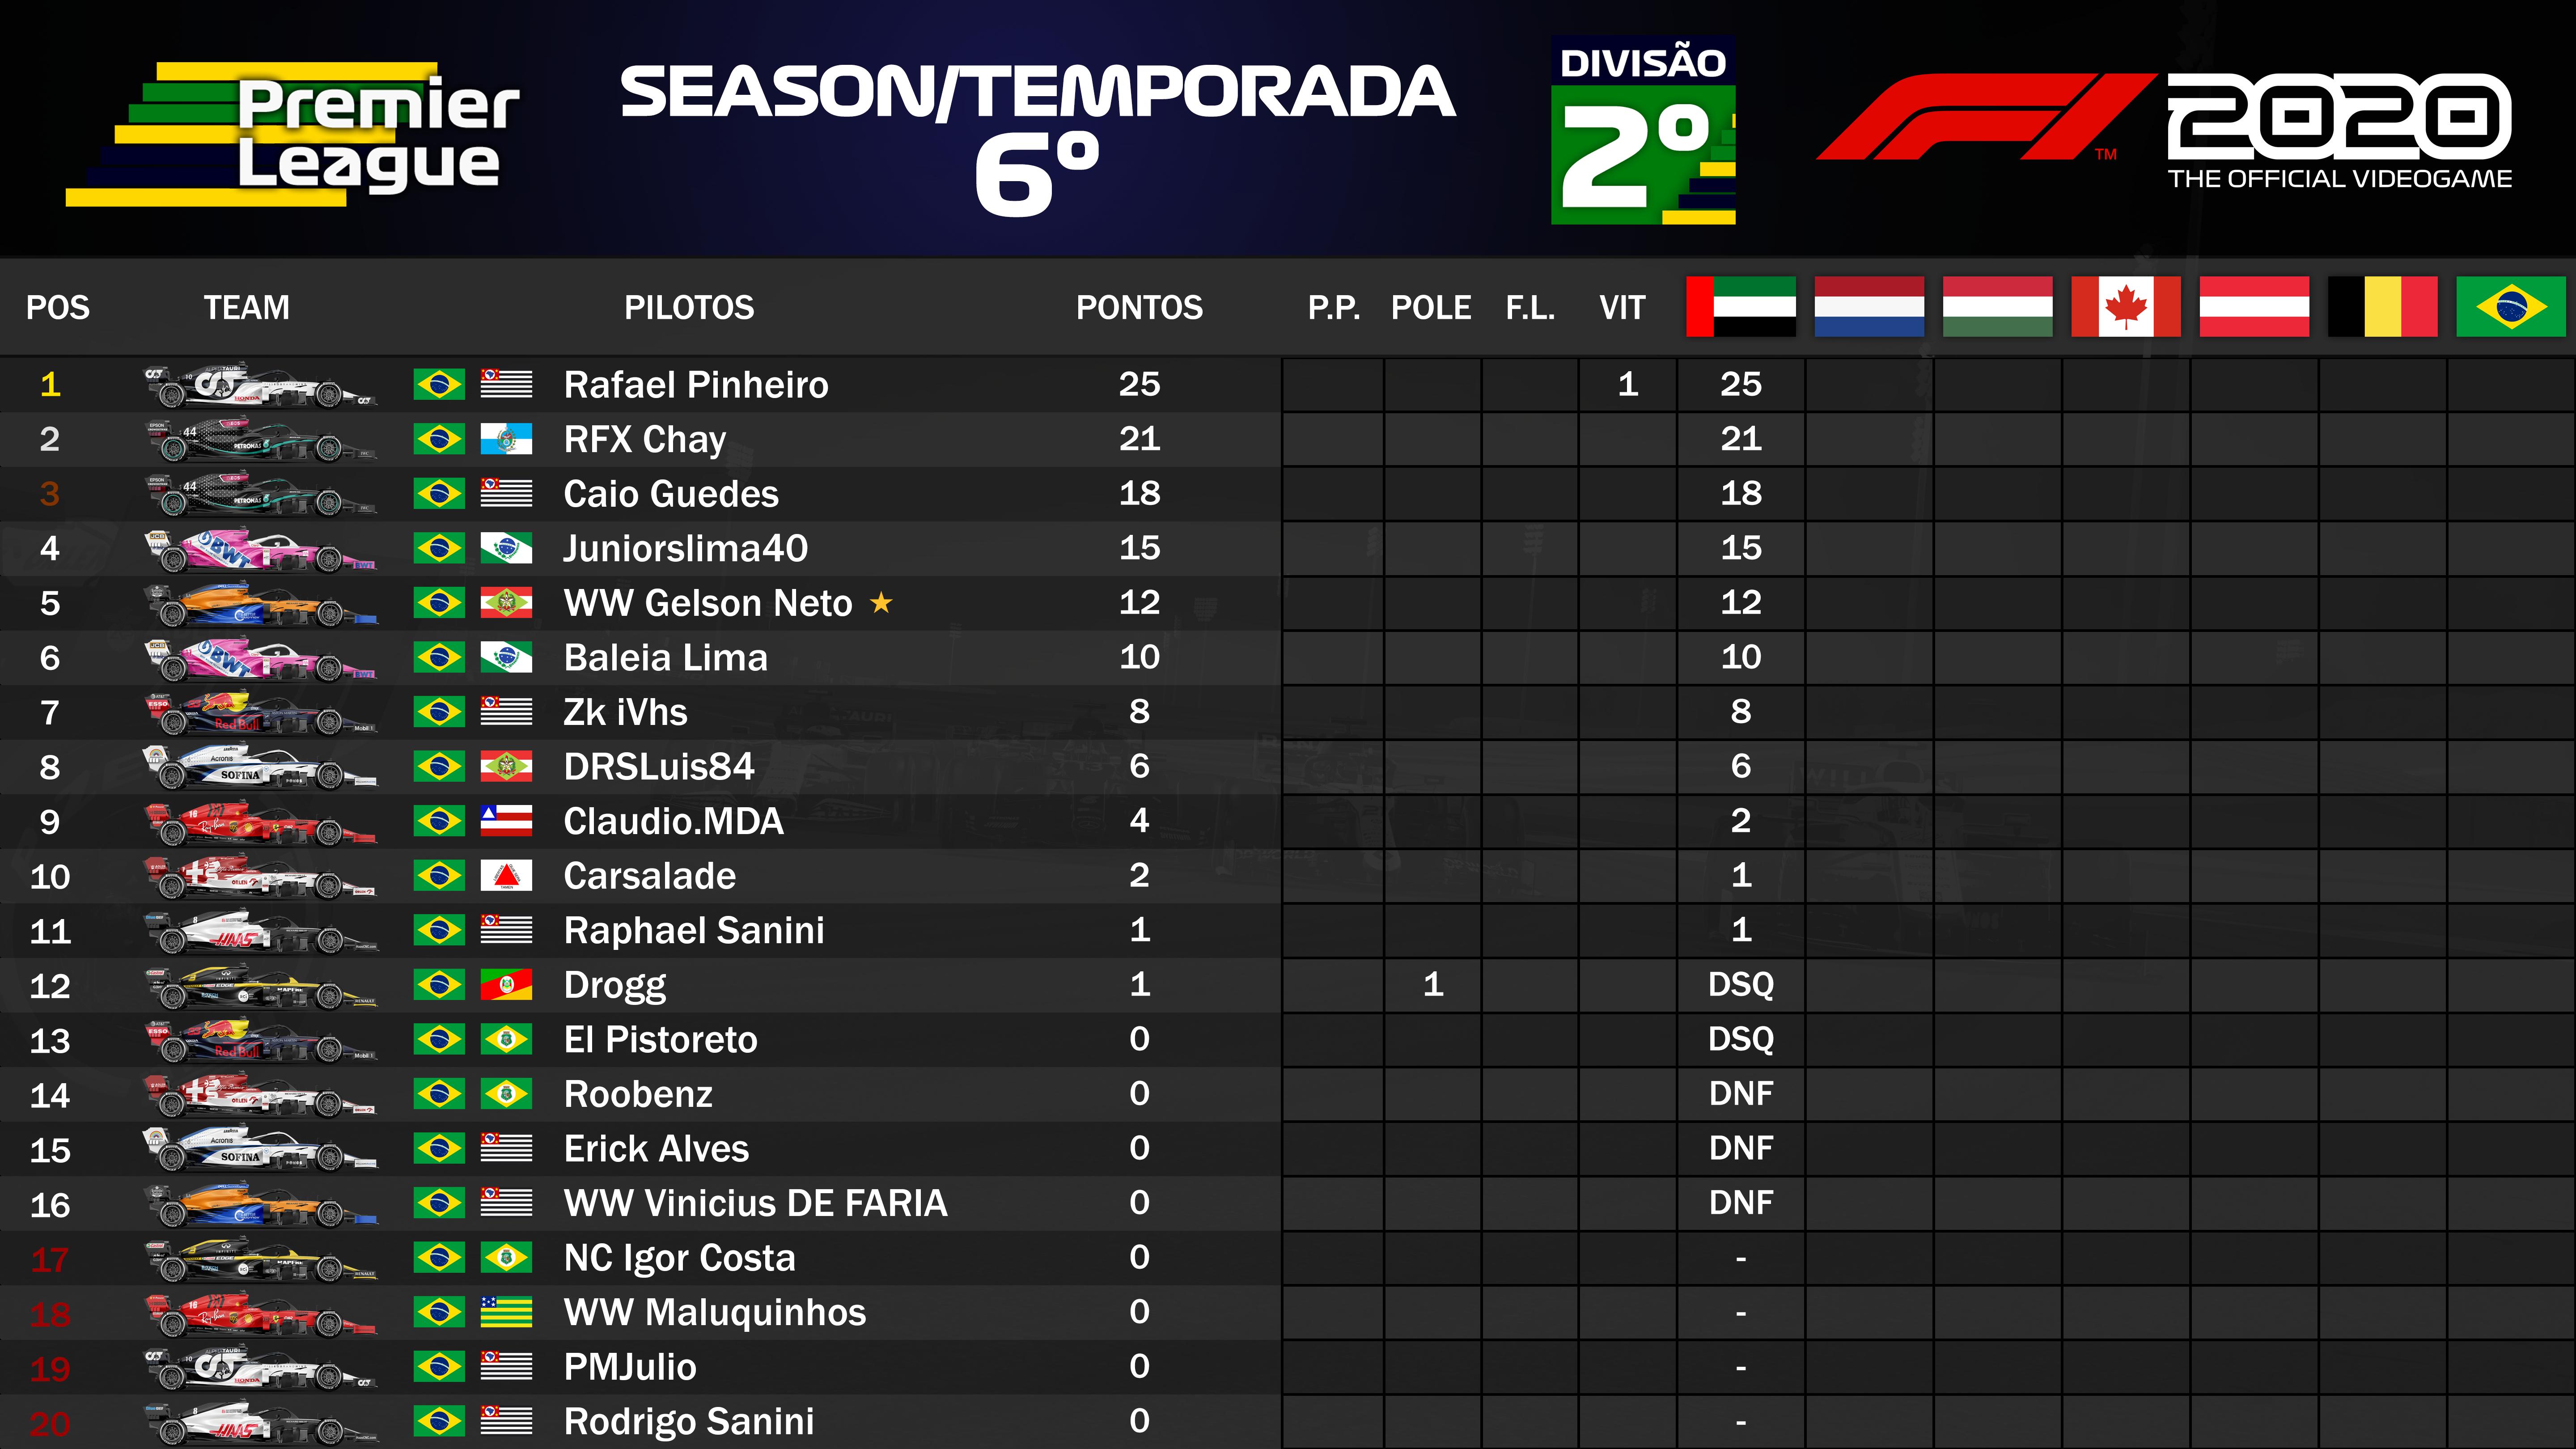 Premier
League
SEASON/TEMPORADA
6º
DIVISÃO
2º
F1 TM
2020
THE OFFICIAL VIDEOGAME
POS TEAM PILOTOS PONTOS P.P. POLE F.L. VIT
1 Rafael Pinheiro 25 1 25
2 RFX Chay 21 21
3 Caio Guedes 18 18
4 Juniorslima40 15 15
5 WW Gelson Neto ★ 12 12
6 Baleia Lima 10 10
7 Zk iVhs 8 8
8 DRSLuis84 6 6
9 Claudio.MDA 4 2
10 Carsalade 2 1
11 Raphael Sanini 1 1
12 Drogg 1 1 DSQ
13 El Pistoreto 0 DSQ
14 Roobenz 0 DNF
15 Erick Alves 0 DNF
16 WW Vinicius DE FARIA 0 DNF
17 NC Igor Costa 0 -
18 WW Maluquinhos 0 -
19 PMJulio 0 -
20 Rodrigo Sanini 0 -